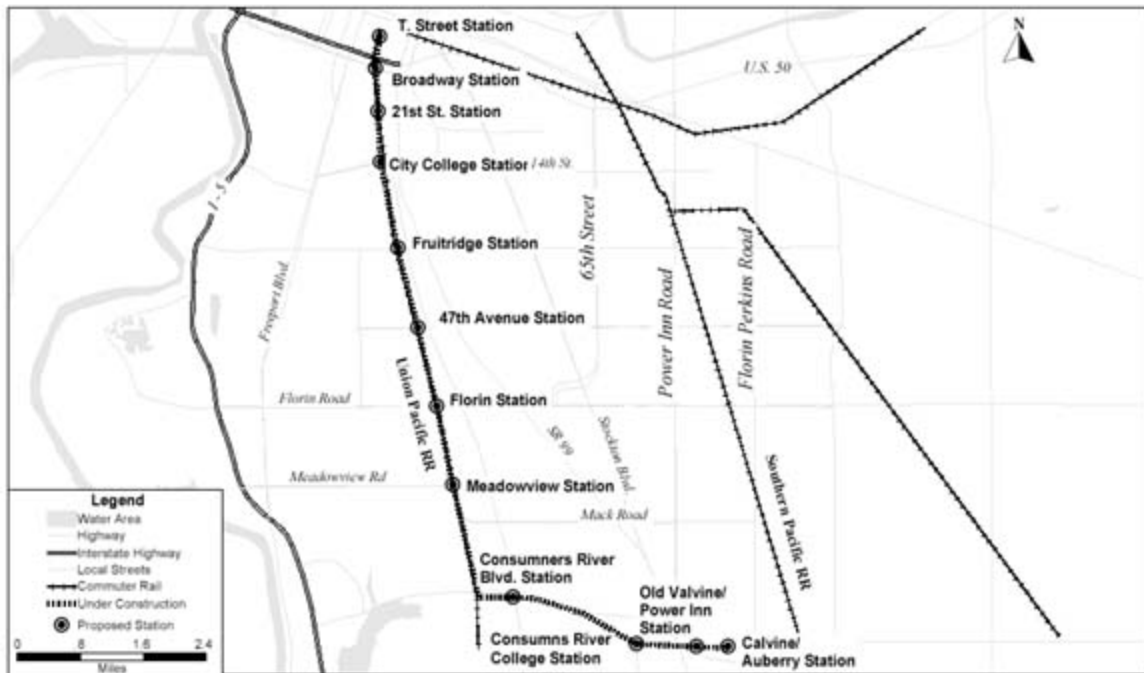 T. Street Station
N
U.S. 50
Broadway Station
21st St. Station
City College Station
14th St.
Fruitridge Station
65th Street
I - 5
Freeport Blvd.
47th Avenue Station
Power Inn Road
Florin Perkins Road
Union Pacific RR
Florin Road
Florin Station
SR 99
Stockton Blvd.
Meadowview Rd
Meadowview Station
Southern Pacific RR
Mack Road
Consumners River
Blvd. Station
Old Valvine/
Power Inn
Station
Consumns River
College Station
Calvine/
Auberry Station
Legend
Water Area
Highway
Interstate Highway
Local Streets
Commuter Rail
Under Construction
Proposed Station
0 .8 1.6 2.4
Miles